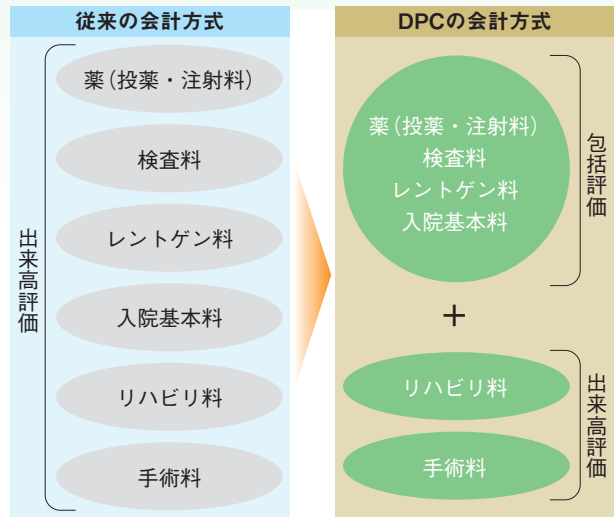 従来の会計方式
出来高評価
薬(投薬・注射料)
検査料
レントゲン料
入院基本料
リハビリ料
手術料
DPCの会計方式
薬(投薬・注射料)
検査料
レントゲン料
入院基本料
包括評価
+
リハビリ料
手術料
出来高評価